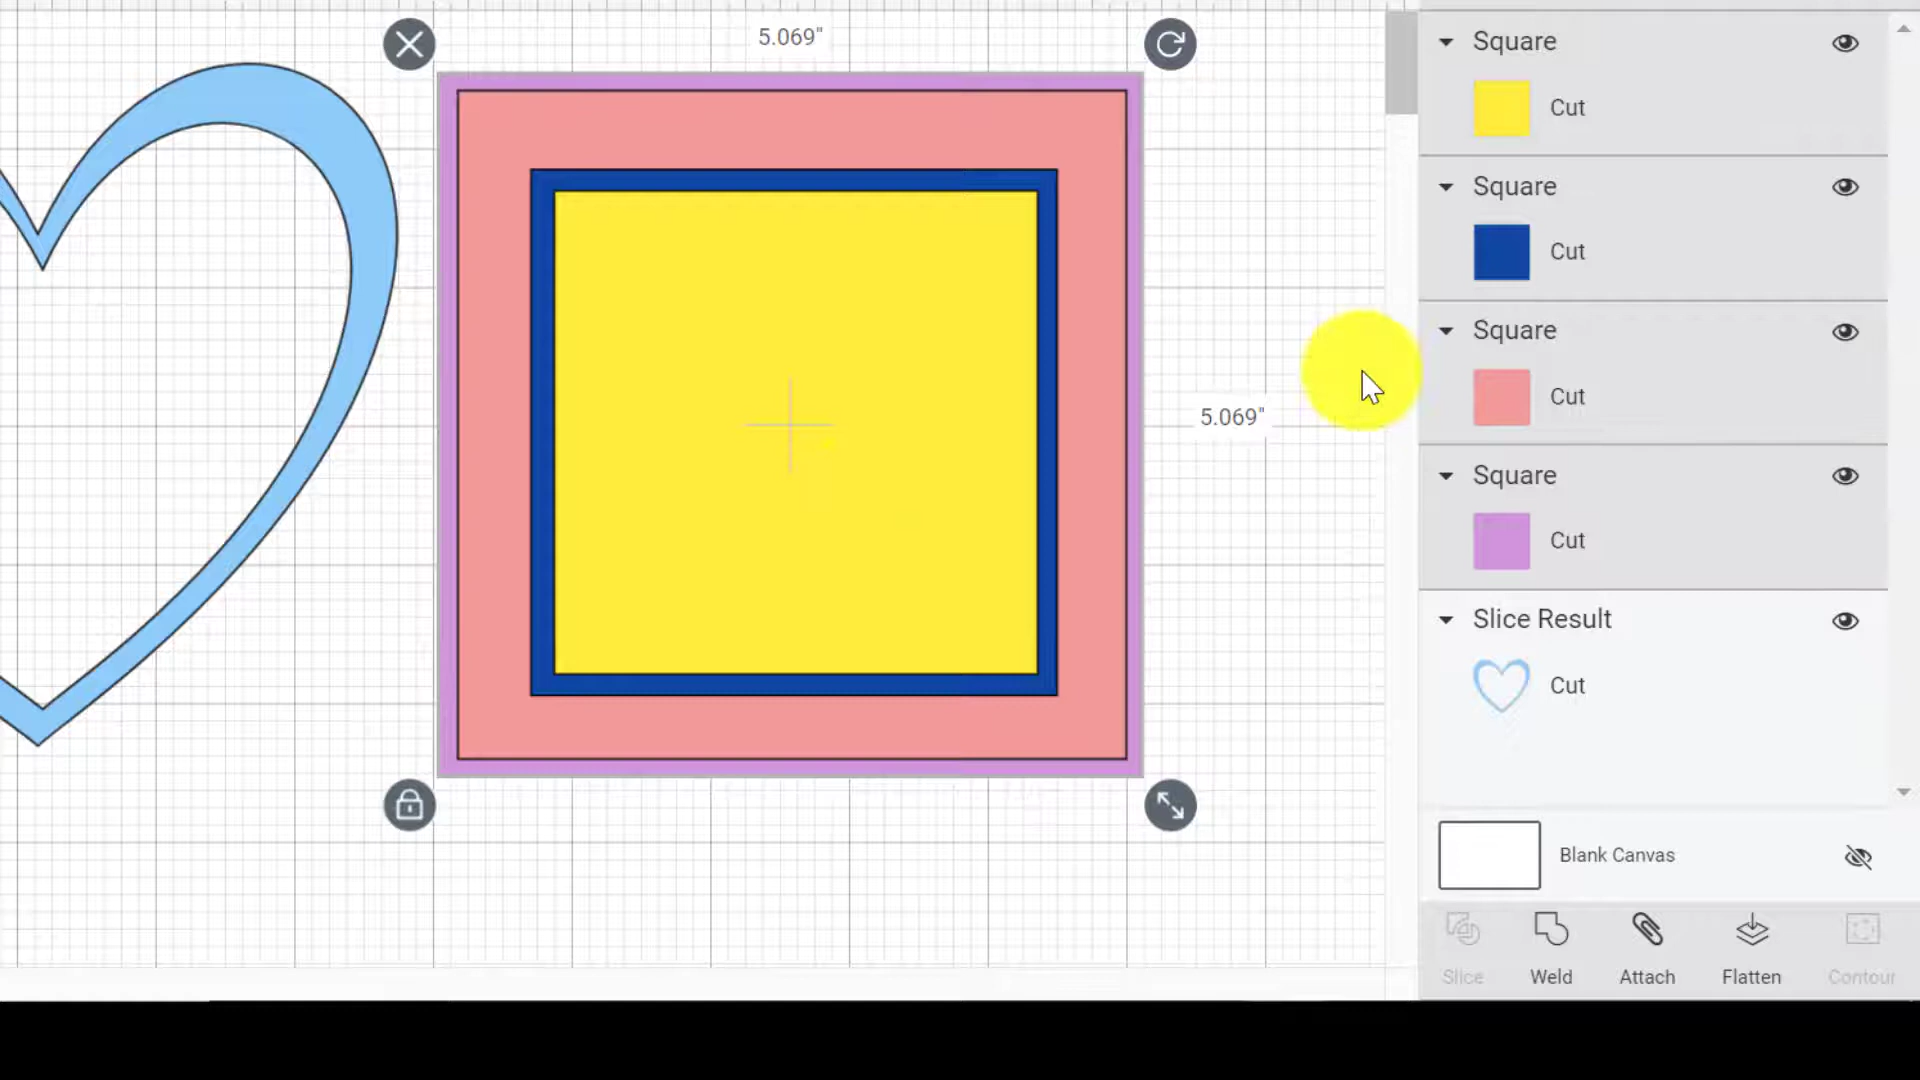 5.069"
5.069"
Square
Cut
Square
Cut
Square
Cut
Square
Cut
Slice Result
Cut
Blank Canvas
Slice Weld Attach Flatten Contour